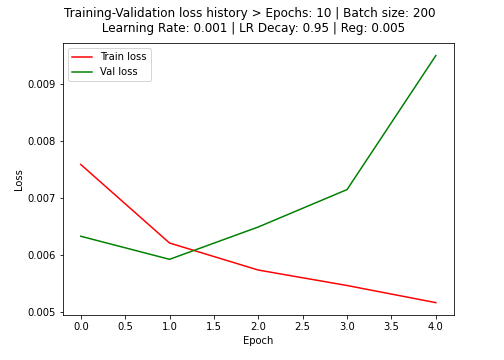 Training-Validation loss history > Epochs: 10 | Batch size: 200
Learning Rate: 0.001 | LR Decay: 0.95 | Reg: 0.005
Train loss
Val loss
0.009
0.008
0.007
0.006
0.005
Loss
0.0 0.5 1.0 1.5 2.0 2.5 3.0 3.5 4.0
Epoch